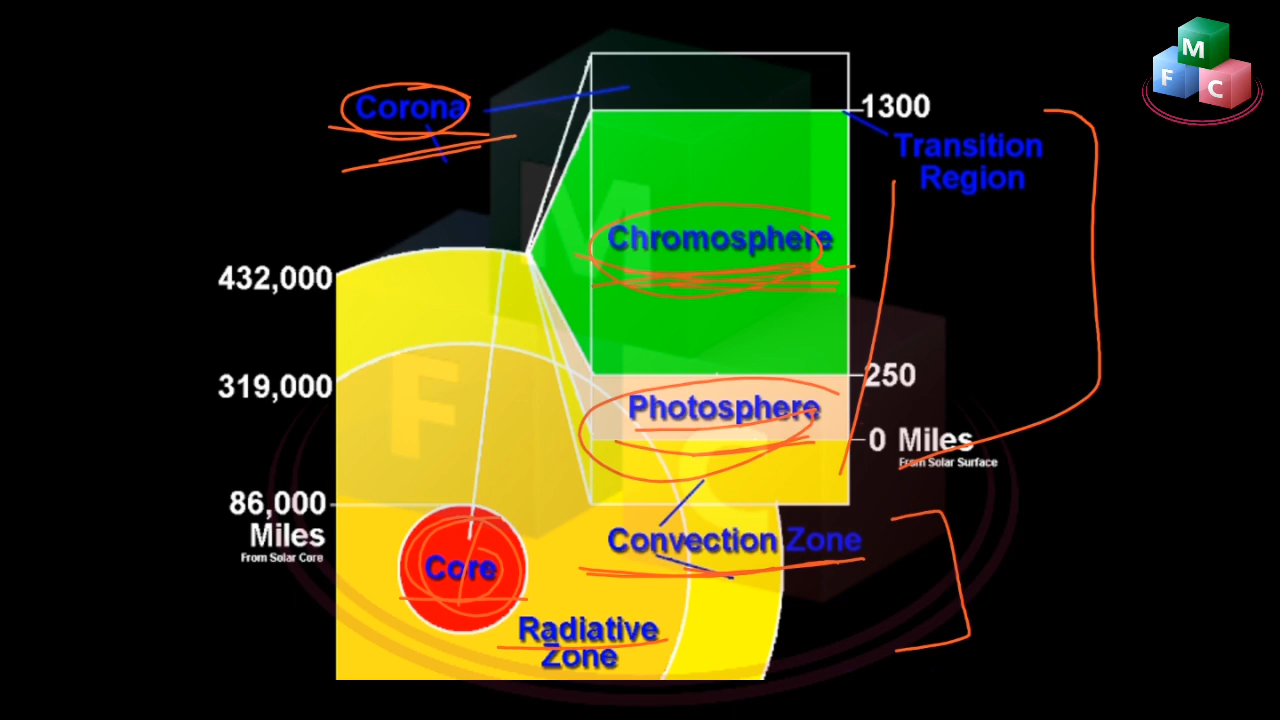 M
F
C
Corona
1300
Transition
Region
Chromosphere
432,000
319,000
250
Photosphere
0 Miles
From Solar Surface
86,000
Miles
From Solar Core
Convection Zone
Core
Radiative
Zone
M
F
C